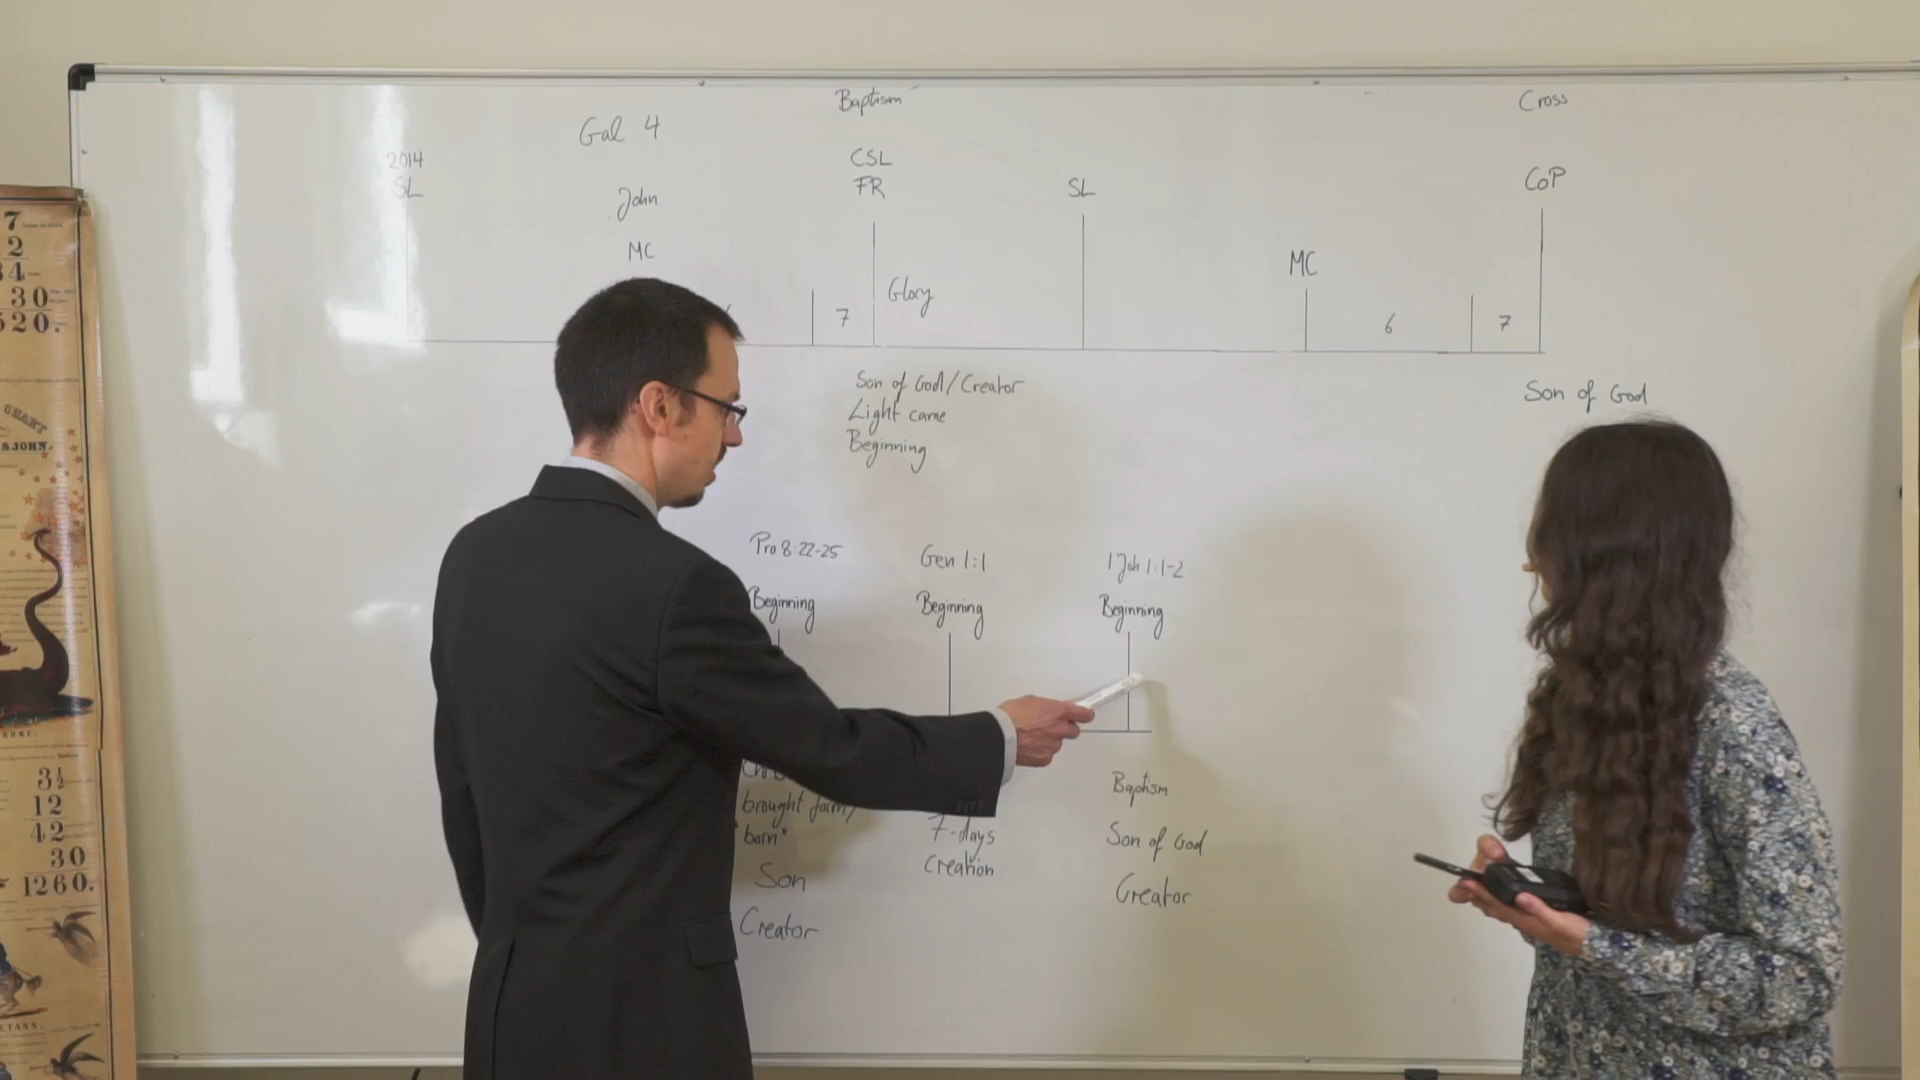 Baptism
Cross
Gal 4
2014
SL
John
MC
CSL
FR
SL
CoP
MC
7
Glory
6
7
Son of God/Creator
Light came
Beginning
Son of God
Pro 8:22-25
Gen 1:1
1 Joh 1:1-2
Beginning
Beginning
Beginning
brought forth/
"born"
Son
Creator
7-days
Creation
Baptism
Son of God
Creator
7
2
30
520.
CHART
& JOHN.
3½
12
42
30
1260.